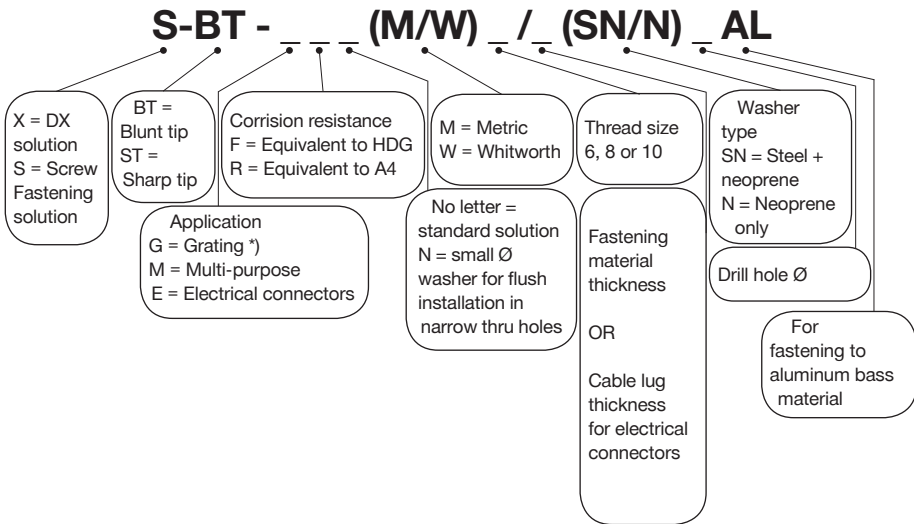 S-BT - _ _ _ (M/W) _ /_ (SN/N) _ AL
X = DX
solution
S = Screw
Fastening
solution
BT =
Blunt tip
ST =
Sharp tip
Corrision resistance
F = Equivalent to HDG
R = Equivalent to A4
M = Metric
W = Whitworth
Thread size
6, 8 or 10
Washer
type
SN = Steel +
neoprene
N = Neoprene
only
Application
G = Grating *)
M = Multi-purpose
E = Electrical connectors
No letter =
standard solution
N = small Ø
washer for flush
installation in
narrow thru holes
Fastening
material
thickness
OR
Cable lug
thickness
for electrical
connectors
Drill hole Ø
For
fastening to
aluminum bass
material